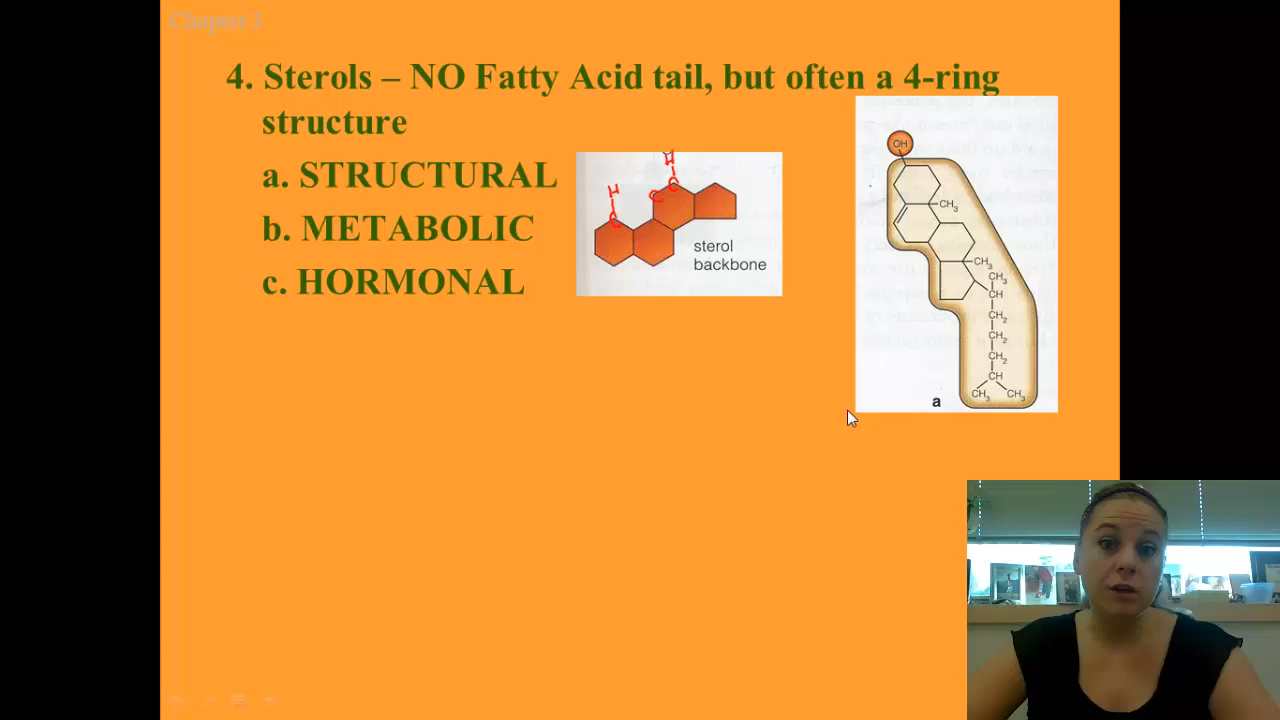 Chapter 3
4. Sterols – NO Fatty Acid tail, but often a 4-ring
structure
a. STRUCTURAL
b. METABOLIC
c. HORMONAL
H
C
H
C
C
sterol
backbone
OH
CH3
CH3
CH3
CH
CH2
CH2
CH2
CH
CH3 CH3
a